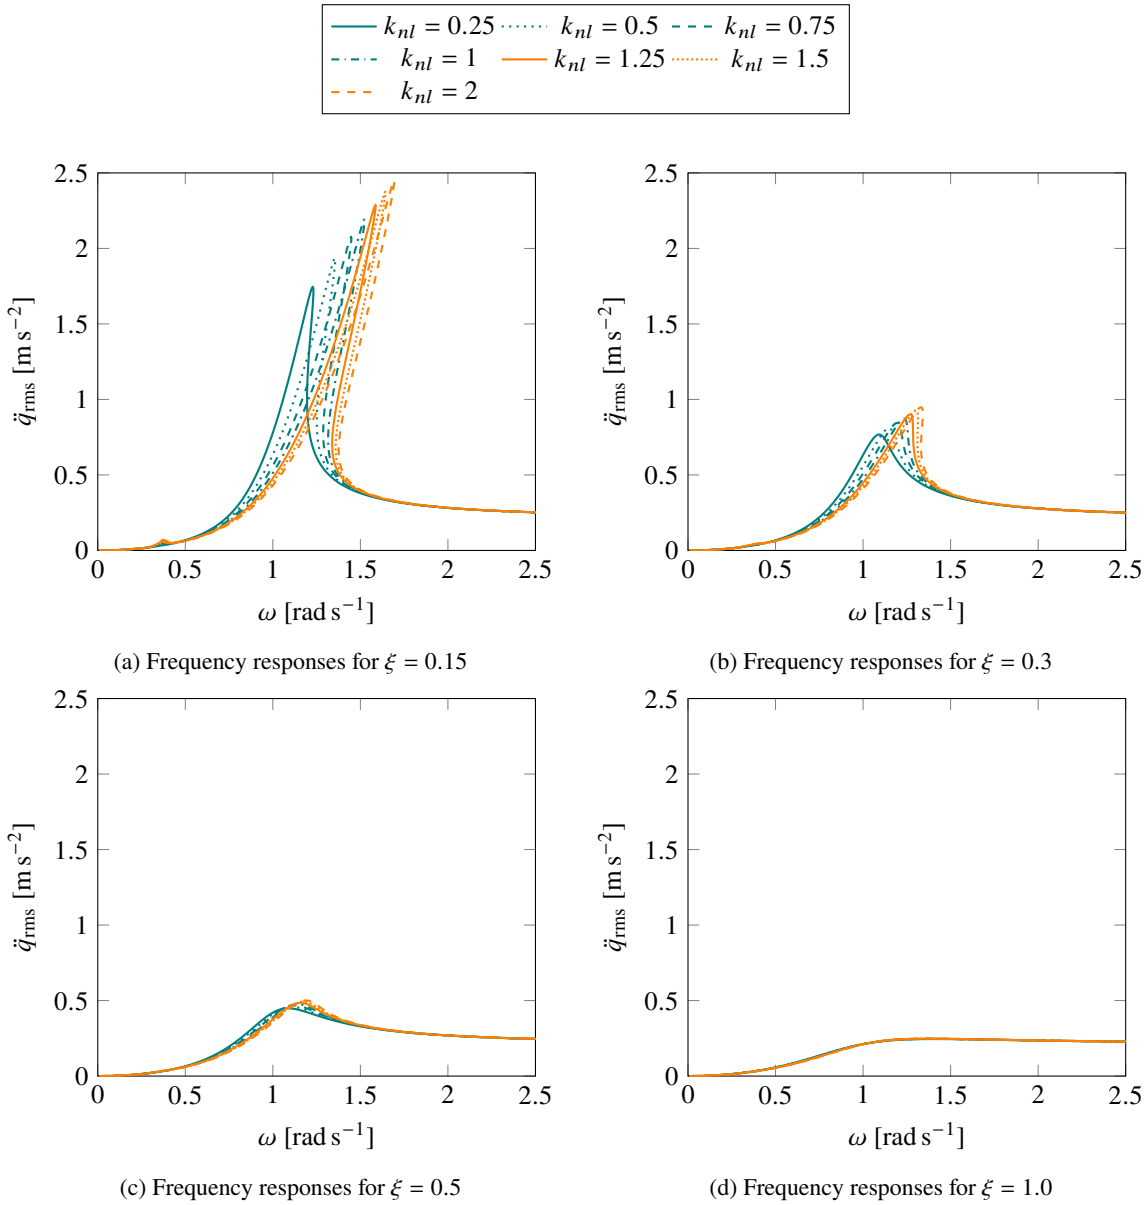 k_nl = 0.25 k_nl = 0.5 k_nl = 0.75
k_nl = 1 k_nl = 1.25 k_nl = 1.5
k_nl = 2
2.5
2
1.5
1
0.5
0
q̈_rms [m s⁻²]
0 0.5 1 1.5 2 2.5
ω [rad s⁻¹]
(a) Frequency responses for ξ = 0.15
2.5
2
1.5
1
0.5
0
q̈_rms [m s⁻²]
0 0.5 1 1.5 2 2.5
ω [rad s⁻¹]
(b) Frequency responses for ξ = 0.3
2.5
2
1.5
1
0.5
0
q̈_rms [m s⁻²]
0 0.5 1 1.5 2 2.5
ω [rad s⁻¹]
(c) Frequency responses for ξ = 0.5
2.5
2
1.5
1
0.5
0
q̈_rms [m s⁻²]
0 0.5 1 1.5 2 2.5
ω [rad s⁻¹]
(d) Frequency responses for ξ = 1.0